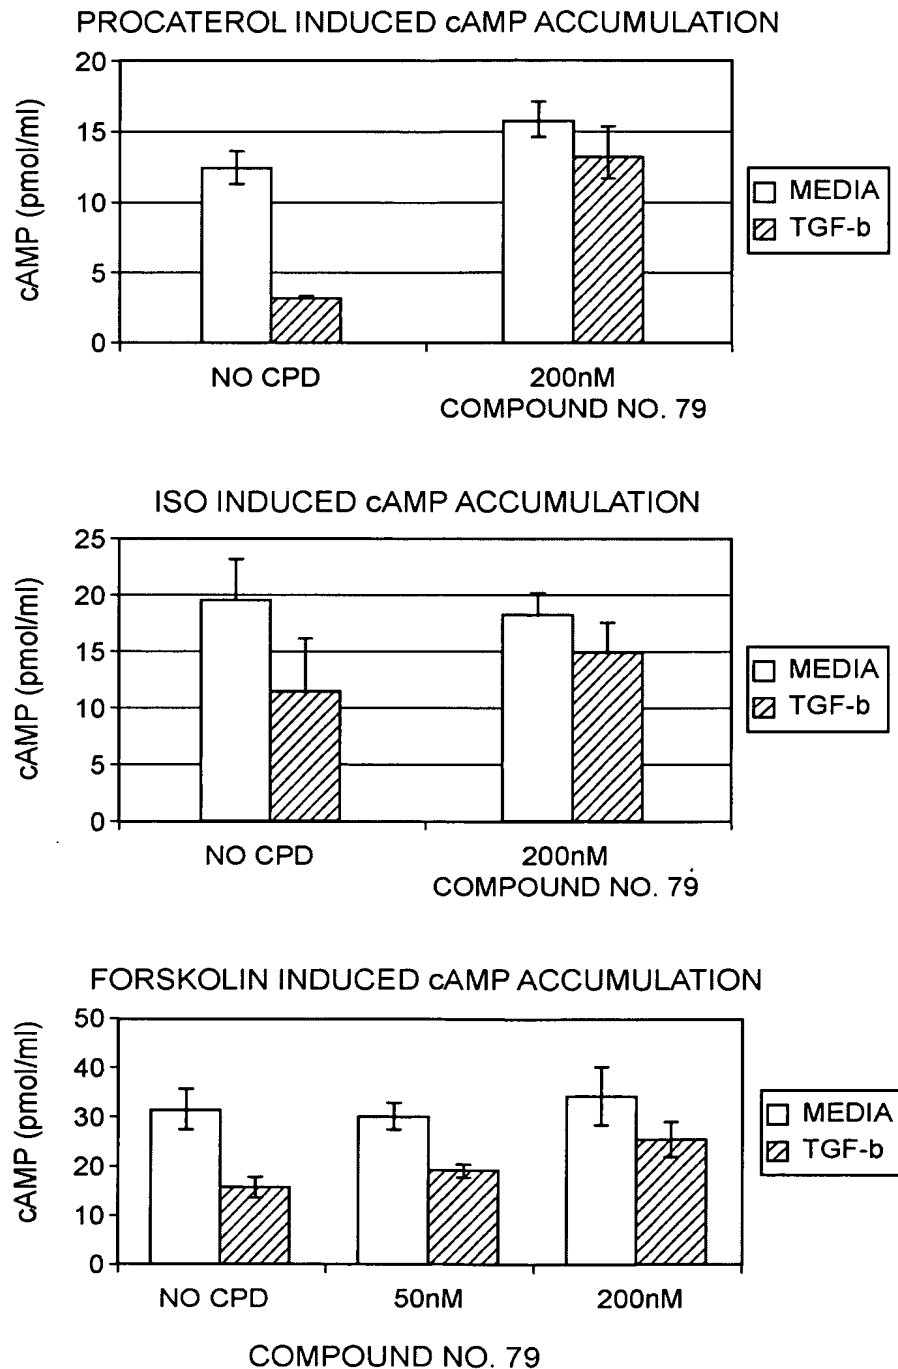 PROCATEROL INDUCED cAMP ACCUMULATION
cAMP (pmol/ml)
20
15
10
5
0
NO CPD
200nM
COMPOUND NO. 79
MEDIA
TGF-b
ISO INDUCED cAMP ACCUMULATION
cAMP (pmol/ml)
25
20
15
10
5
0
NO CPD
200nM
COMPOUND NO. 79
MEDIA
TGF-b
FORSKOLIN INDUCED cAMP ACCUMULATION
cAMP (pmol/ml)
50
40
30
20
10
0
NO CPD
50nM
200nM
COMPOUND NO. 79
MEDIA
TGF-b